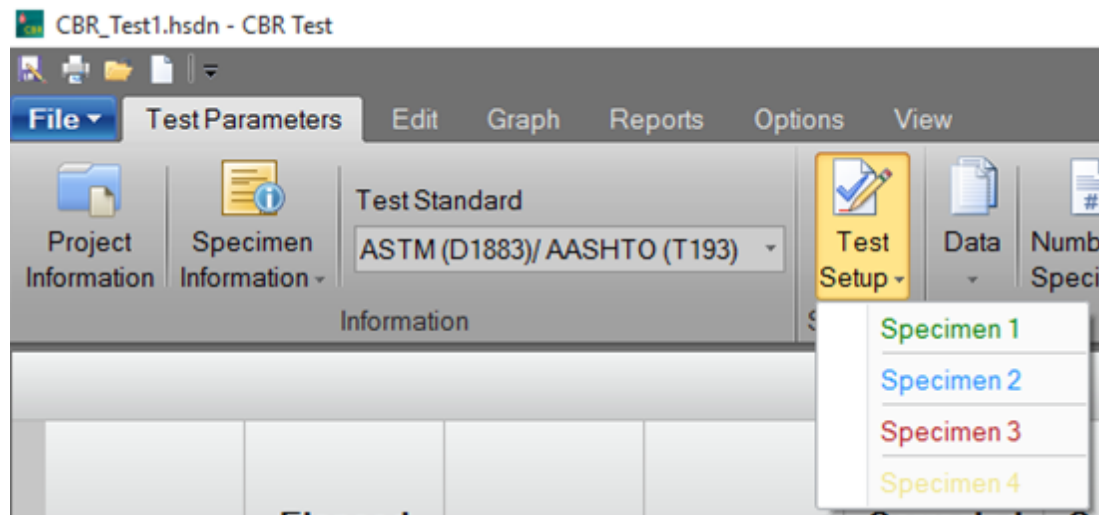 CBR_Test1.hsdn - CBR Test
File Test Parameters Edit Graph Reports Options View
Project Information
Specimen Information
Test Standard
ASTM (D1883)/ AASHTO (T193)
Information
Test Setup
Data
Specimen 1
Specimen 2
Specimen 3
Specimen 4